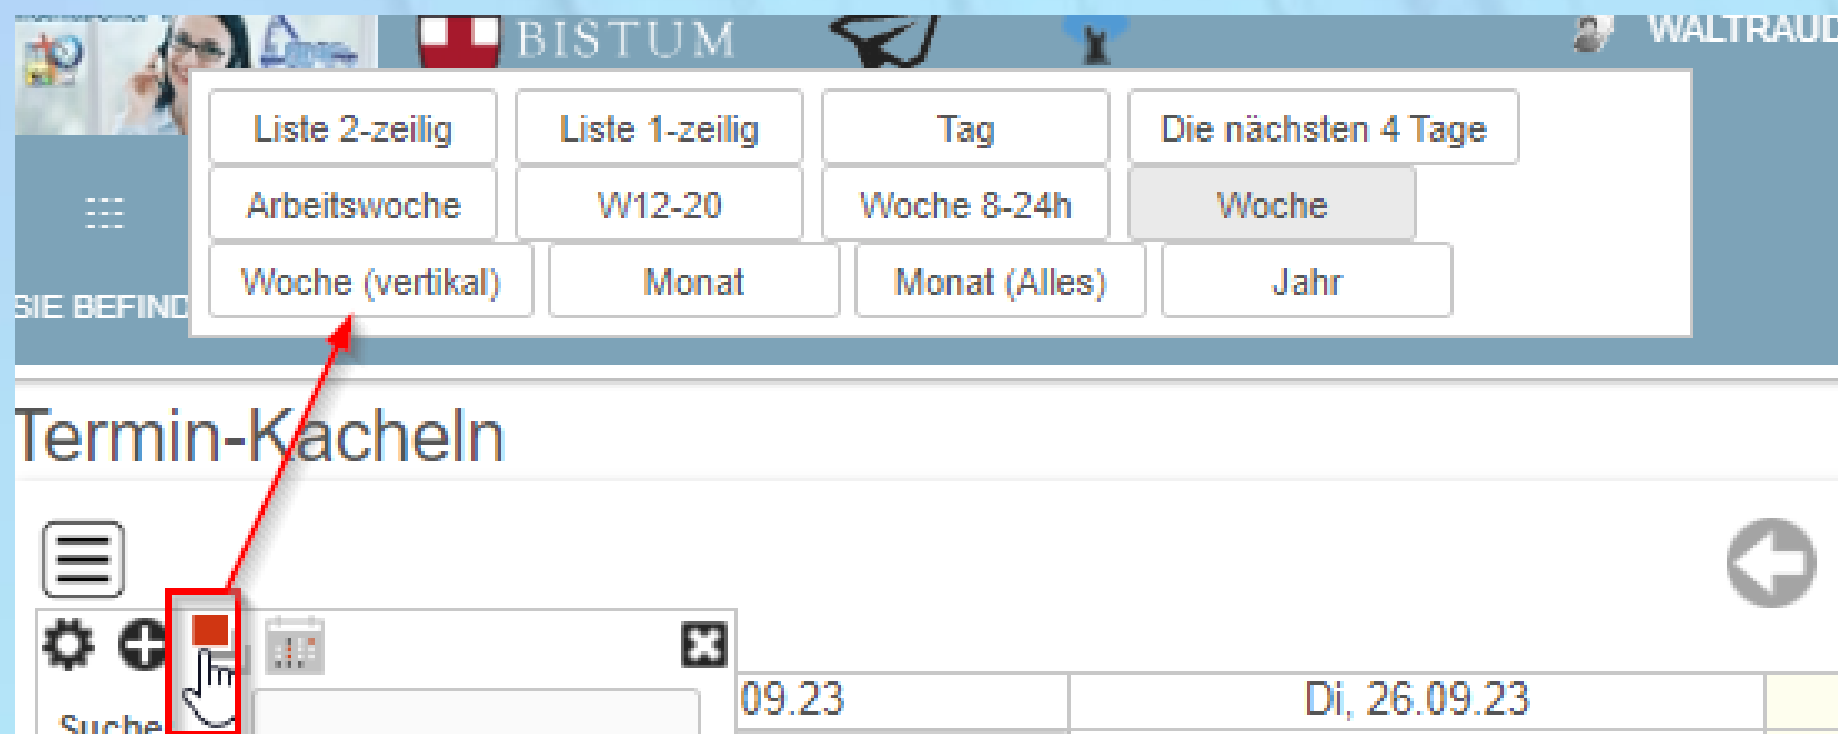 BISTUM
WALTRAUD
Liste 2-zeilig Liste 1-zeilig Tag Die nächsten 4 Tage
Arbeitswoche W12-20 Woche 8-24h Woche
Woche (vertikal) Monat Monat (Alles) Jahr
SIE BEFIND
Termin-Kacheln
09.23 Di, 26.09.23
Suche